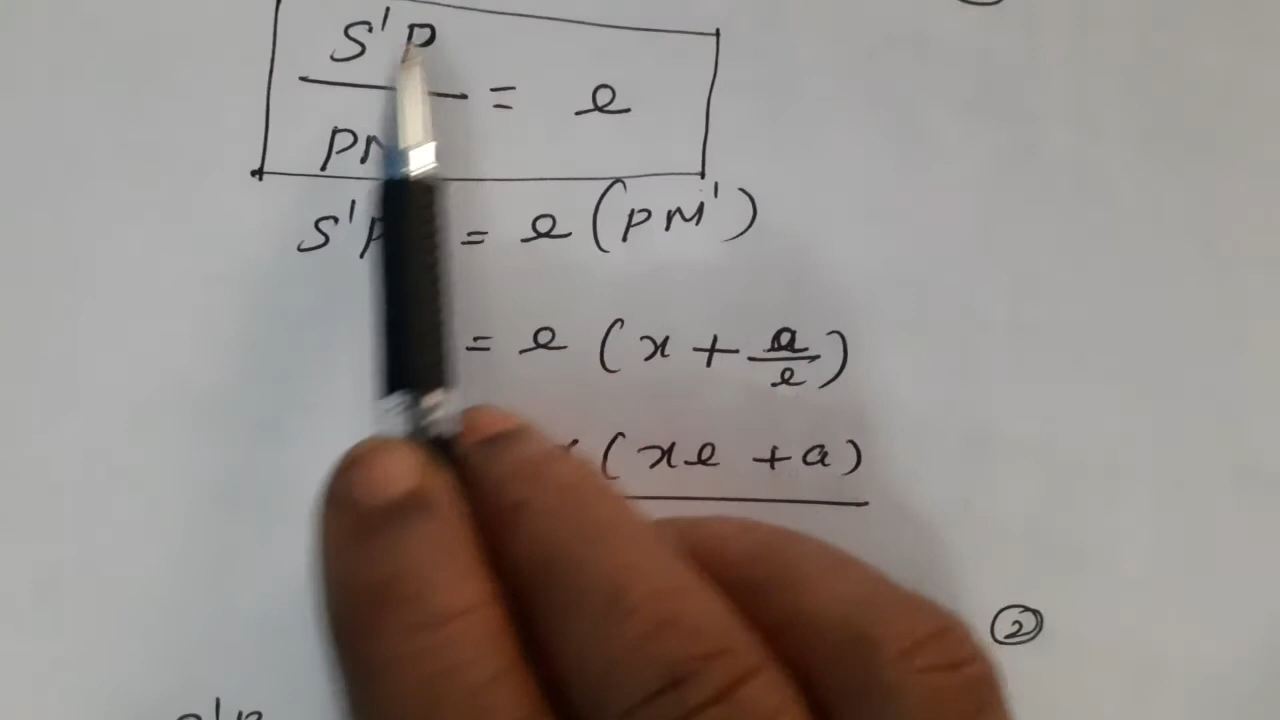 S'P
PM = e
S'P = e (PM')
= e (x + a/e)
(xe + a)
②